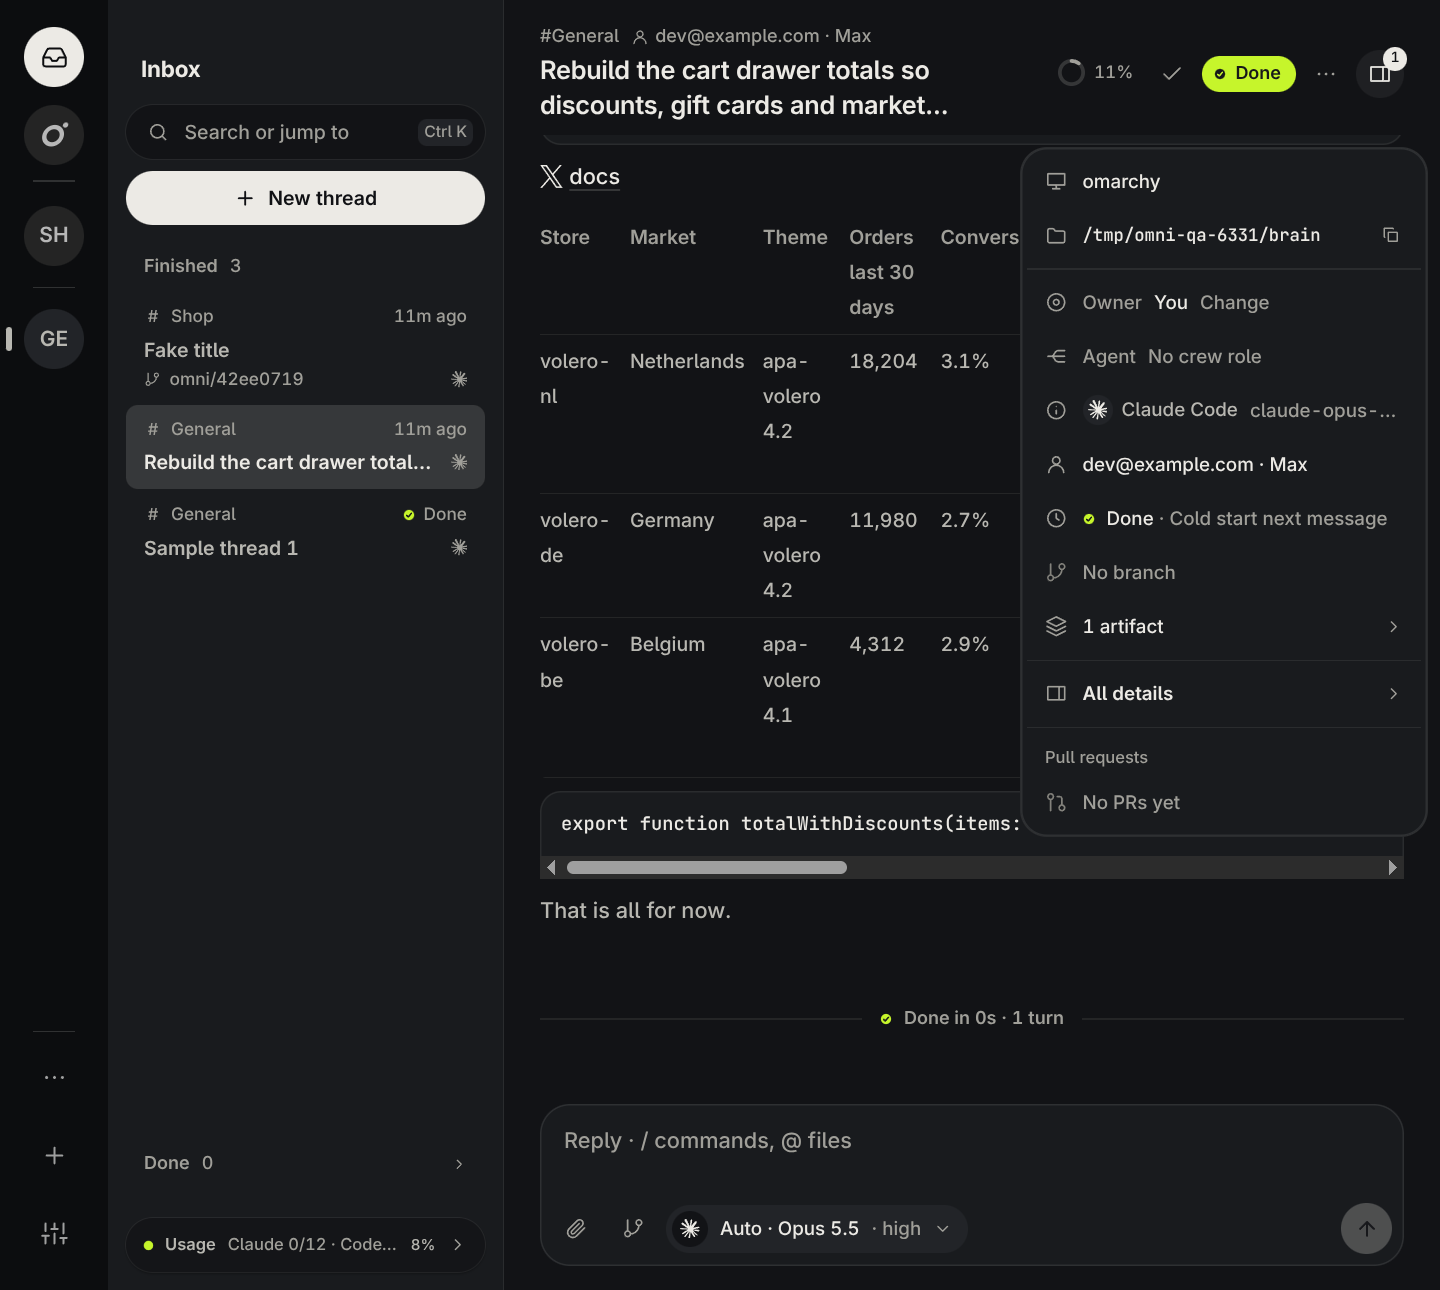 SH
GE
Inbox
Search or jump to
Ctrl K
New thread
Finished 3
# Shop 11m ago
Fake title
omni/42ee0719
# General 11m ago
Rebuild the cart drawer total...
# General Done
Sample thread 1
Done 0
Usage Claude 0/12 · Code... 8%
#General dev@example.com · Max
Rebuild the cart drawer totals so
discounts, gift cards and market...
11%
Done
1
docs
Store Market Theme Orders Convers
last 30
days
volero- Netherlands apa- 18,204 3.1%
nl volero
4.2
volero- Germany apa- 11,980 2.7%
de volero
4.2
volero- Belgium apa- 4,312 2.9%
be volero
4.1
export function totalWithDiscounts(items:
That is all for now.
Done in 0s · 1 turn
Reply · / commands, @ files
Auto · Opus 5.5 · high
omarchy
/tmp/omni-qa-6331/brain
Owner You Change
Agent No crew role
Claude Code claude-opus-...
dev@example.com · Max
Done · Cold start next message
No branch
1 artifact
All details
Pull requests
No PRs yet